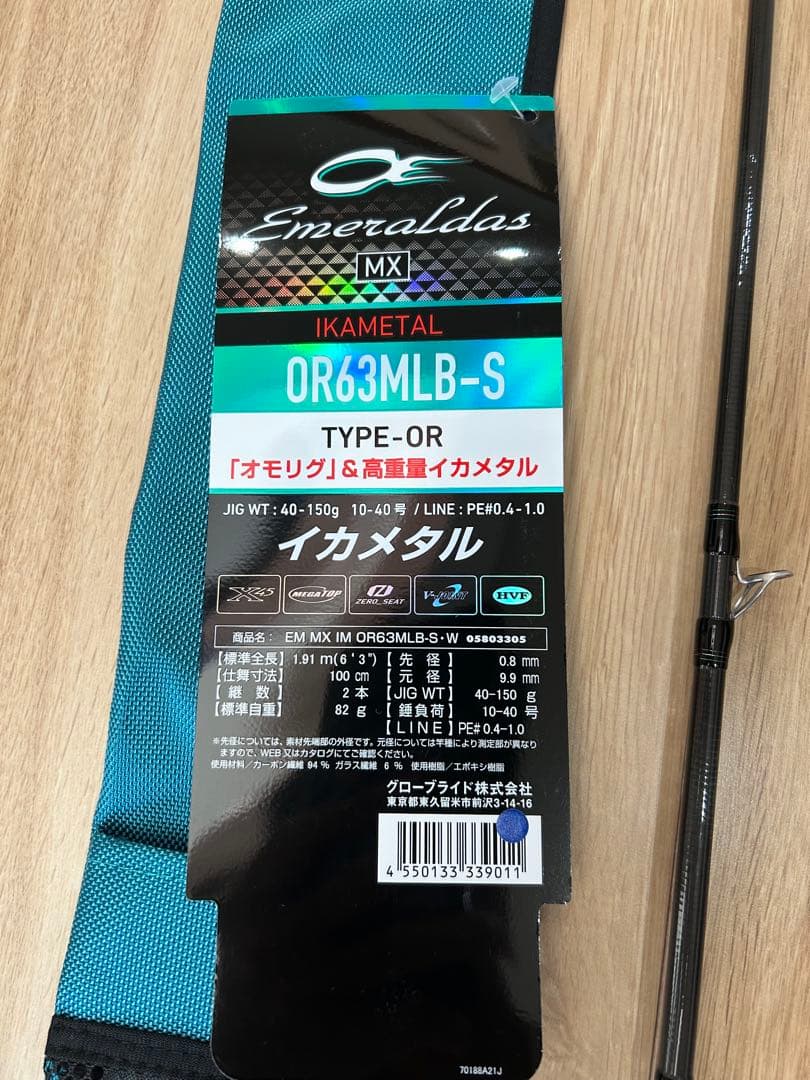 Emeraldas
MX
IKAMETAL
OR63MLB-S
TYPE-OR
「オモリグ」&高重量イカメタル
JIG WT : 40-150g 10-40号 / LINE : PE#0.4-1.0
イカメタル
X45 MEGATOP ZERO_SEAT V-JOINT HVF
商品名: EM MX IM OR63MLB-S・W 05803305
【標準全長】 1.91 m(6'3") 【先径】 0.8 mm
【仕舞寸法】 100 cm 【元径】 9.9 mm
【継数】 2 本 【JIG WT】 40-150 g
【標準自重】 82 g 【錘負荷】 10-40 号
【LINE】 PE# 0.4-1.0
※先径については、素材先端部の外径です。元径については竿種により測定部が異なり
ますので、WEB又はカタログにてご確認ください。
使用材料/カーボン繊維 94 % ガラス繊維 6 % 使用樹脂/エポキシ樹脂
グローブライド株式会社
東京都東久留米市前沢3-14-16
4 550133 339011
70188A21J